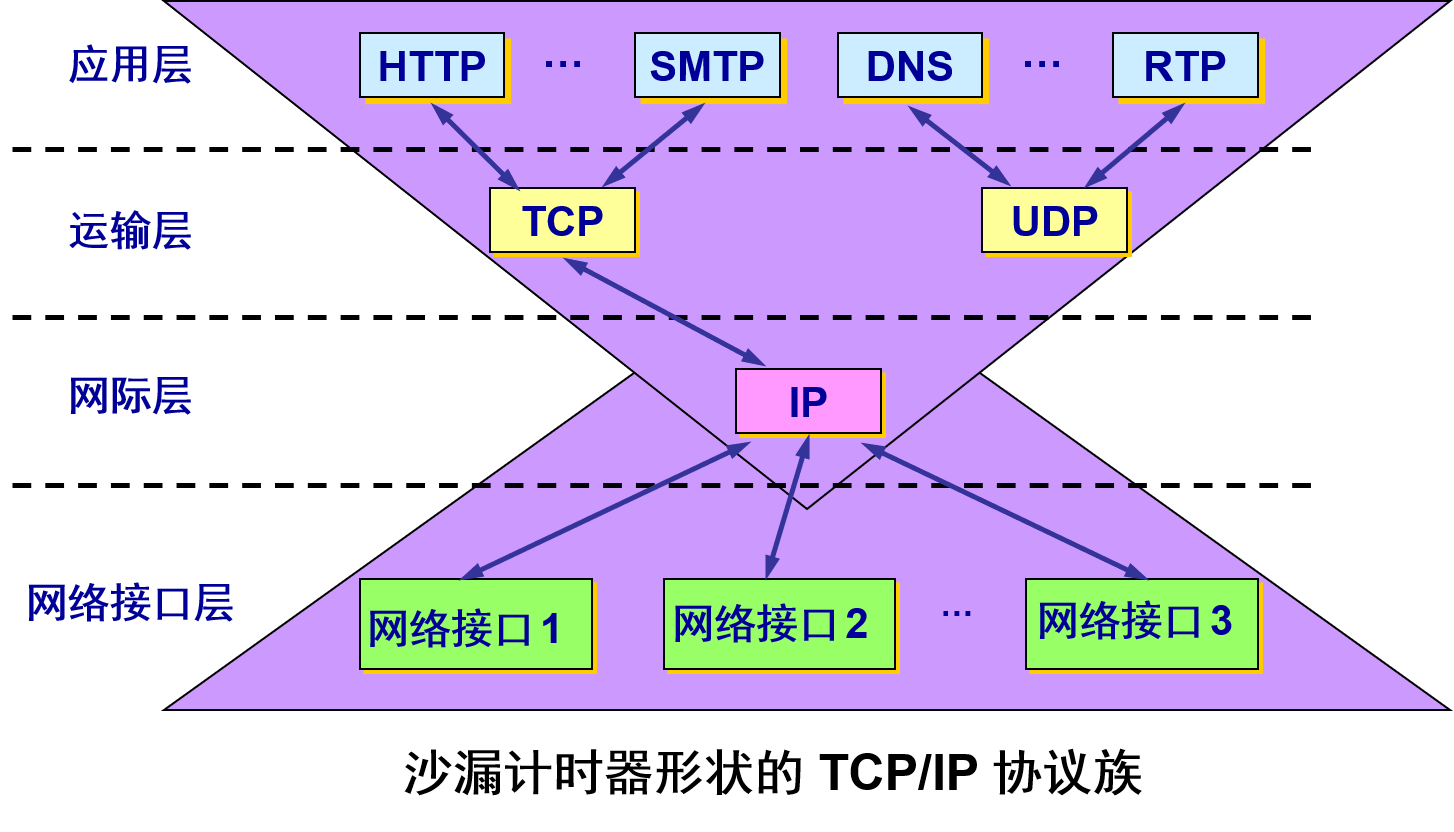 应用层
HTTP … SMTP DNS … RTP
运输层
TCP UDP
网际层
IP
网络接口层
网络接口1 网络接口2 … 网络接口3
沙漏计时器形状的 TCP/IP 协议族